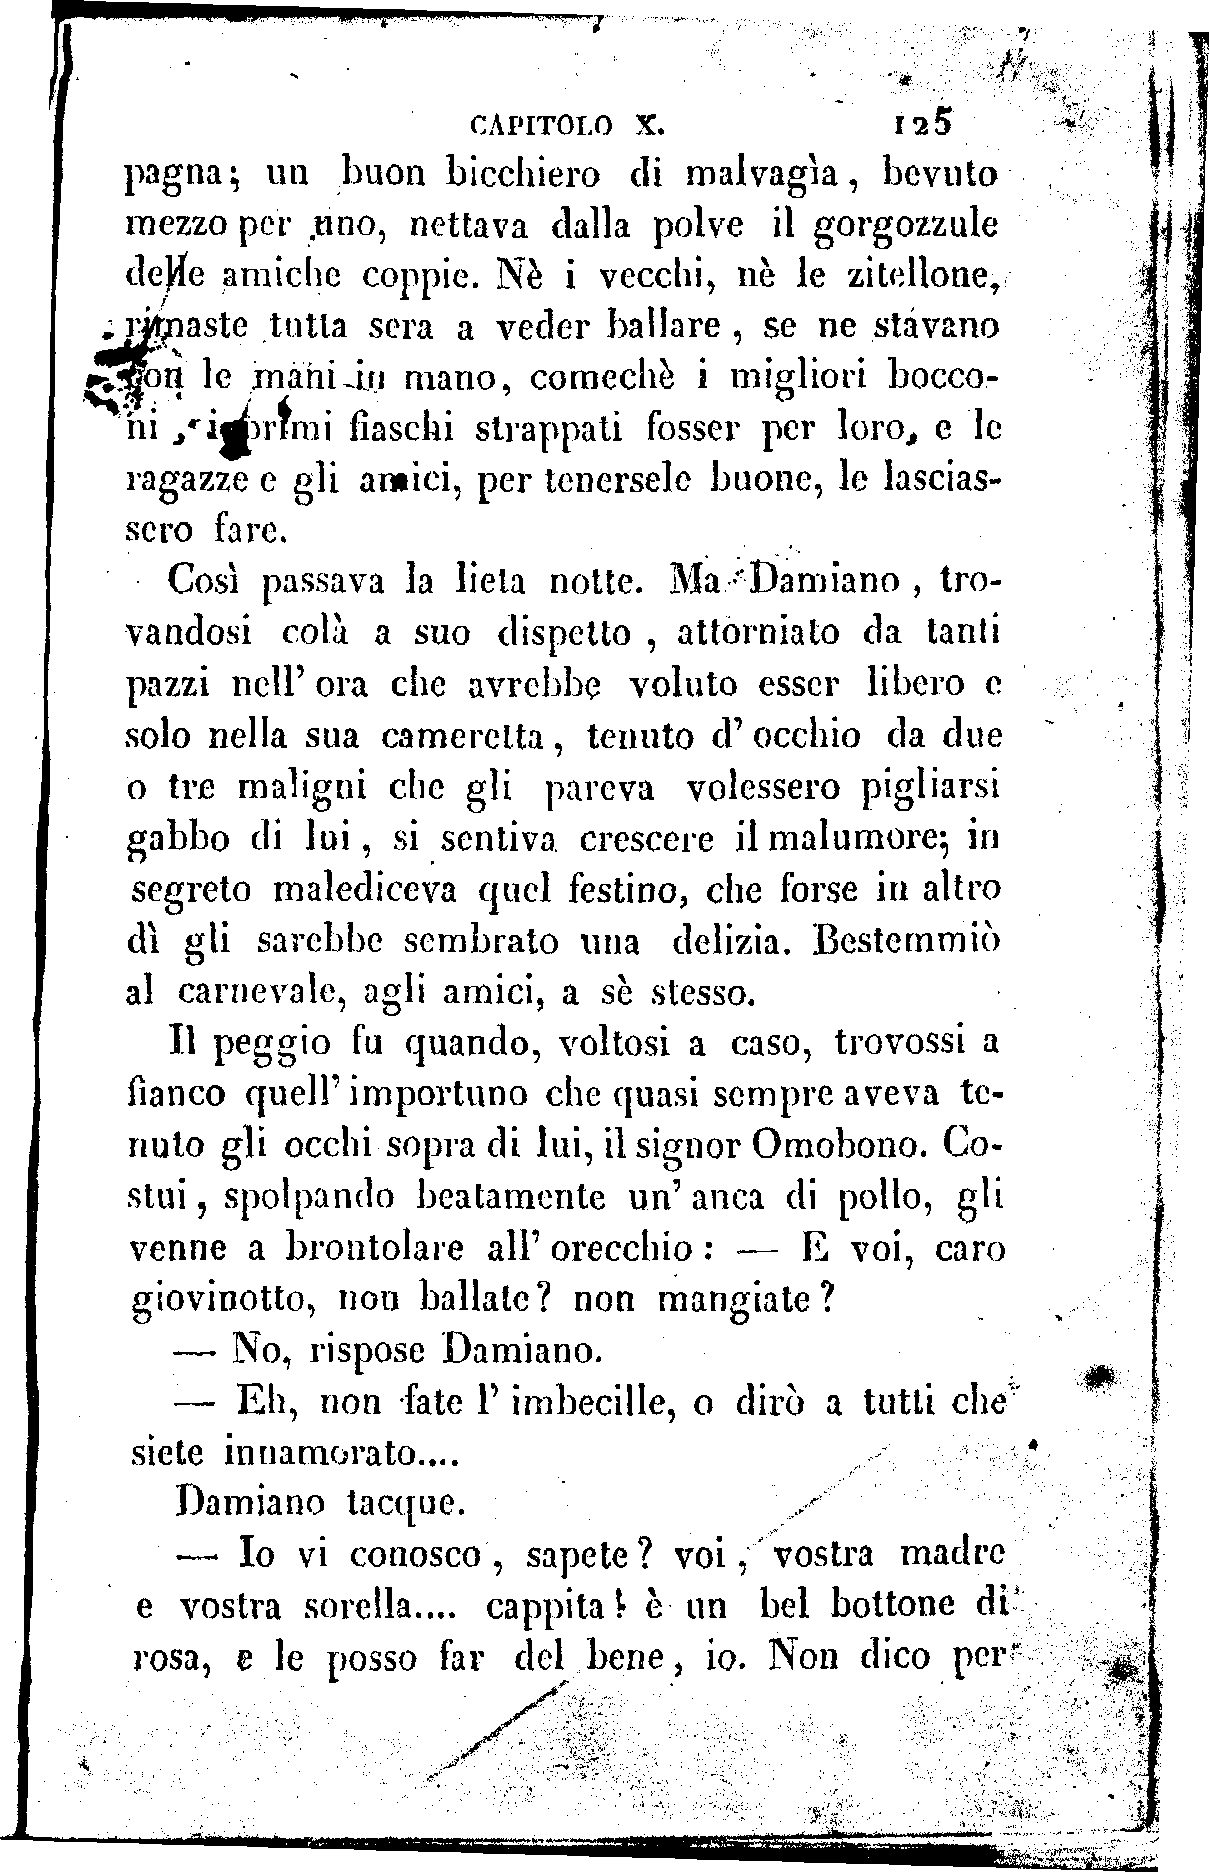 CAPITOLO X. 125
pagna; un buon bicchiero di malvagìa, bevuto
mezzo per uno, nettava dalla polve il gorgozzule
delle amiche coppie. Nè i vecchi, nè le zitellone,
rimaste tutta sera a veder ballare, se ne stavano
con le mani in mano, comechè i migliori bocco-
ni, i primi fiaschi strappati fosser per loro, e le
ragazze e gli amici, per tenersele buone, le lascias-
sero fare.
Così passava la lieta notte. Ma Damiano, tro-
vandosi colà a suo dispetto, attorniato da tanti
pazzi nell' ora che avrebbe voluto esser libero e
solo nella sua cameretta, tenuto d' occhio da due
o tre maligni che gli pareva volessero pigliarsi
gabbo di lui, si sentiva crescere il malumore; in
segreto malediceva quel festino, che forse in altro
dì gli sarebbe sembrato una delizia. Bestemmiò
al carnevale, agli amici, a sè stesso.
Il peggio fu quando, voltosi a caso, trovossi a
fianco quell' importuno che quasi sempre aveva te-
nuto gli occhi sopra di lui, il signor Omobono. Co-
stui, spolpando beatamente un' anca di pollo, gli
venne a brontolare all' orecchio: — E voi, caro
giovinotto, non ballate? non mangiate?
— No, rispose Damiano.
— Eh, non fate l' imbecille, o dirò a tutti che
siete innamorato....
Damiano tacque.
— Io vi conosco, sapete? voi, vostra madre
e vostra sorella.... cappita! è un bel bottone di
rosa, e le posso far del bene, io. Non dico per